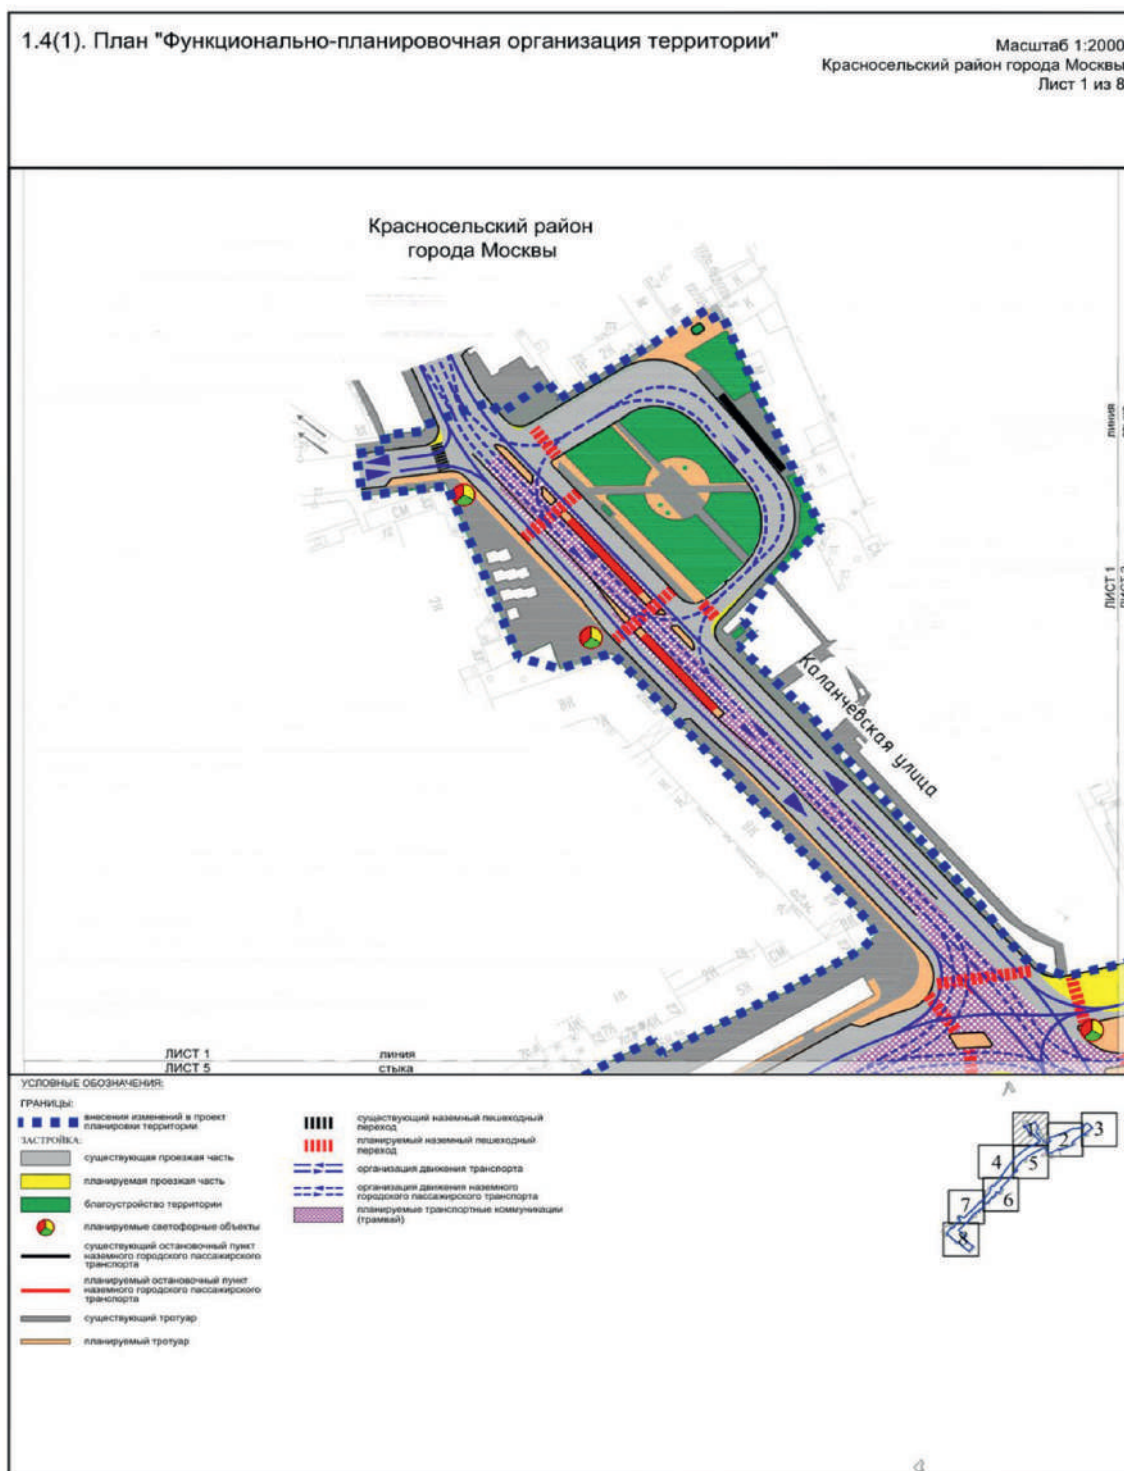 1.4(1). План "Функционально-планировочная организация территории"
Масштаб 1:2000
Красносельский район города Москвы
Лист 1 из 8
Красносельский район
города Москвы
линия
ЛИСТ 1
Каланчевская улица
ЛИСТ 1
линия
ЛИСТ 5
стыка
УСЛОВНЫЕ ОБОЗНАЧЕНИЯ:
ГРАНИЦЫ:
внесения изменений в проект
планировки территории
ЗАСТРОЙКА:
существующая проезжая часть
планируемая проезжая часть
благоустройство территории
планируемые светофорные объекты
существующий остановочный пункт
наземного городского пассажирского
транспорта
планируемый остановочный пункт
наземного городского пассажирского
транспорта
существующий тротуар
планируемый тротуар
существующий наземный пешеходный
переход
планируемый наземный пешеходный
переход
организация движения транспорта
организация движения наземного
городского пассажирского транспорта
планируемые транспортные коммуникации
(трамвай)
1
2
3
4
5
6
7
8